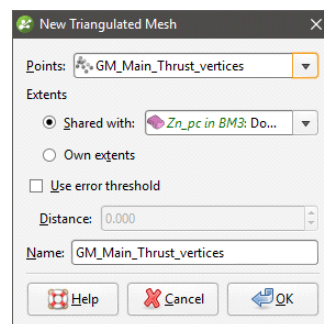 New Triangulated Mesh
Points: GM_Main_Thrust_vertices
Extents
Shared with: Zn_pc in BM3: Do...
Own extents
Use error threshold
Distance: 0.000
Name: GM_Main_Thrust_vertices
Help Cancel OK